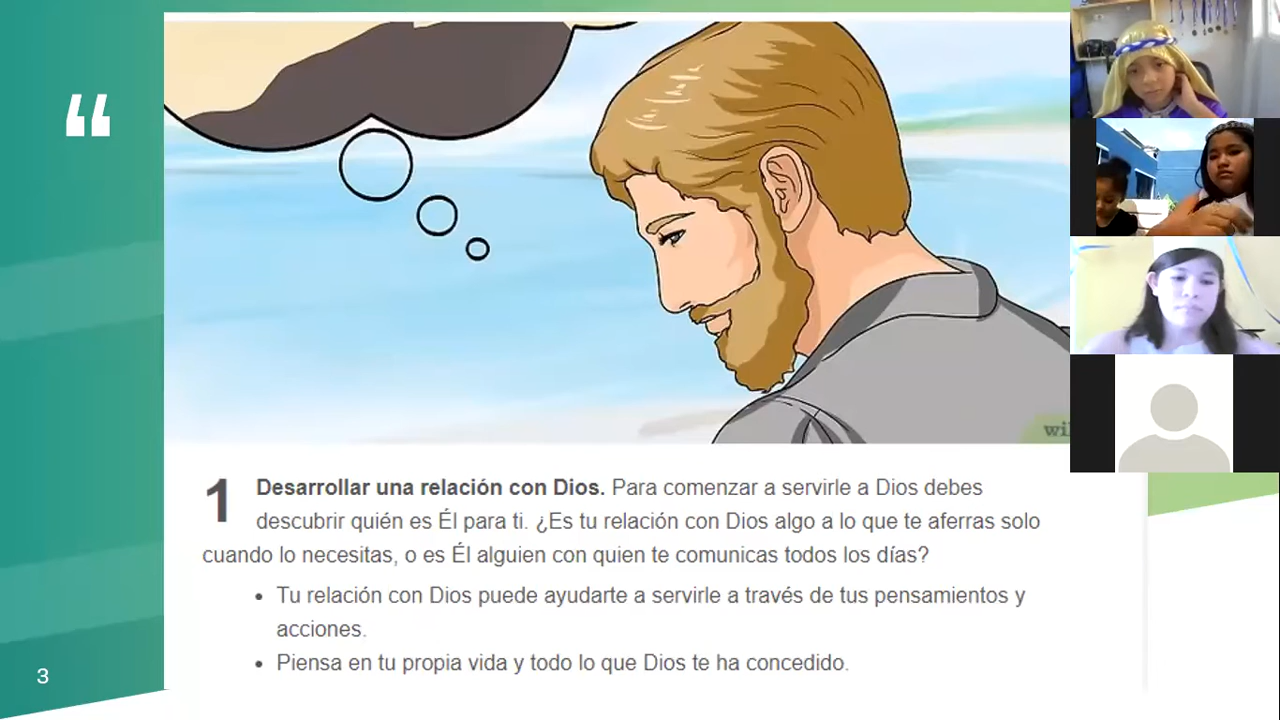 “
1 Desarrollar una relación con Dios. Para comenzar a servirle a Dios debes
descubrir quién es Él para ti. ¿Es tu relación con Dios algo a lo que te aferras solo
cuando lo necesitas, o es Él alguien con quien te comunicas todos los días?
• Tu relación con Dios puede ayudarte a servirle a través de tus pensamientos y
acciones.
• Piensa en tu propia vida y todo lo que Dios te ha concedido.
3